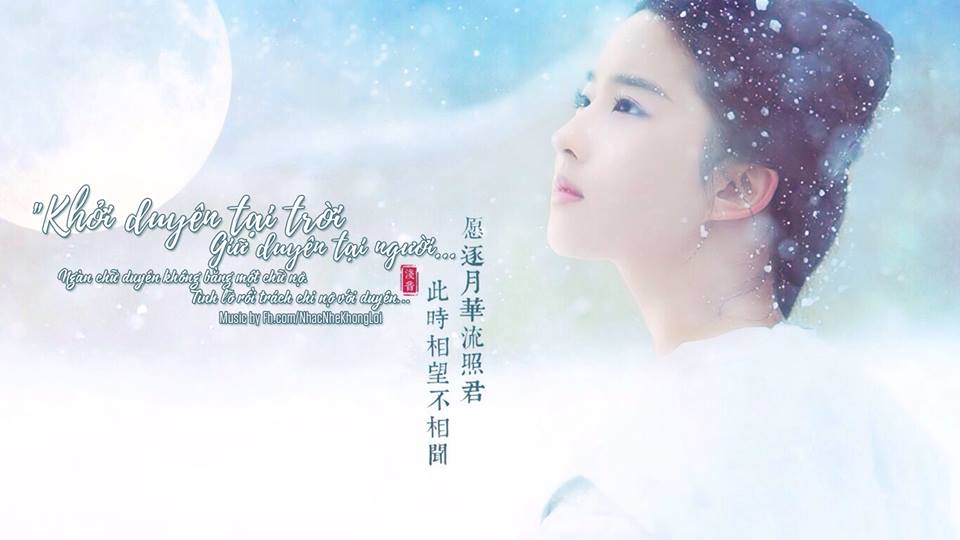 "Khởi duyên tại trời
Giữ duyên tại người...
Ngàn chữ duyên không bằng một chữ nợ.
Tình lỡ rồi trách chi nợ với duyên...
Music by Fb.com/NhacNheKhongLoi
愿逐月華流照君
此時相望不相聞
淺音